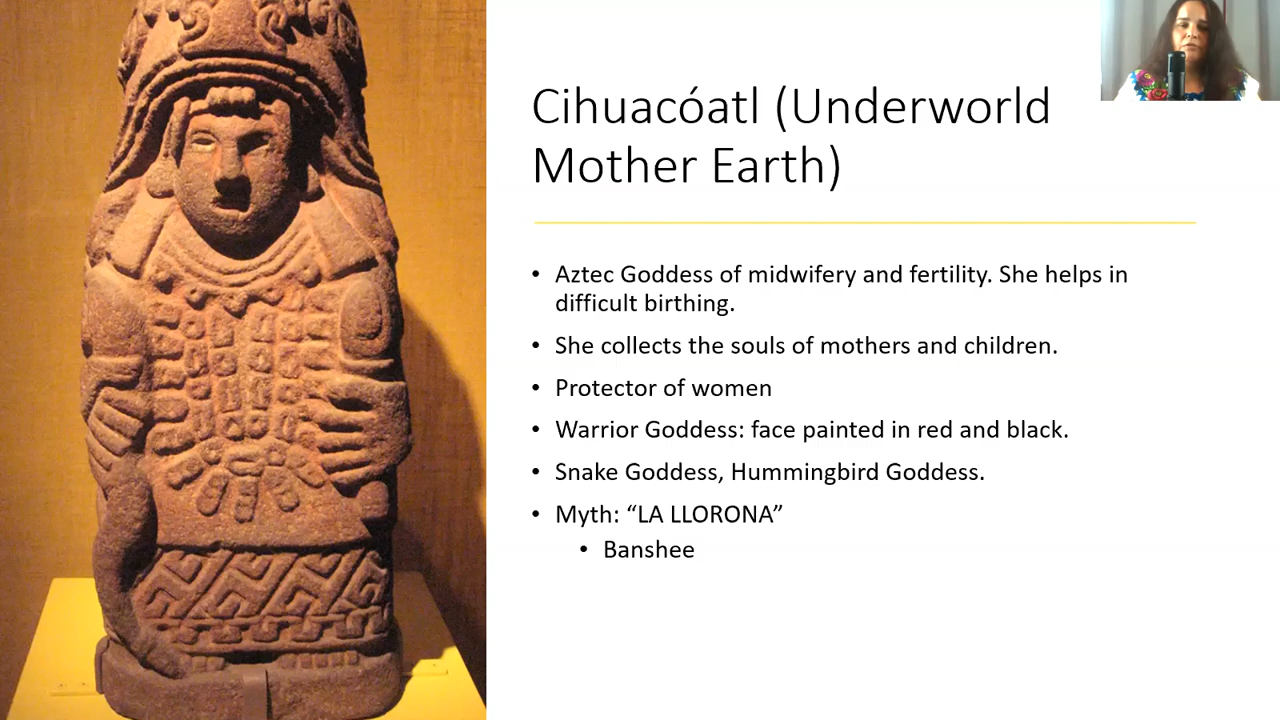 Cihuacóatl (Underworld
Mother Earth)
• Aztec Goddess of midwifery and fertility. She helps in
difficult birthing.
• She collects the souls of mothers and children.
• Protector of women
• Warrior Goddess: face painted in red and black.
• Snake Goddess, Hummingbird Goddess.
• Myth: “LA LLORONA”
• Banshee